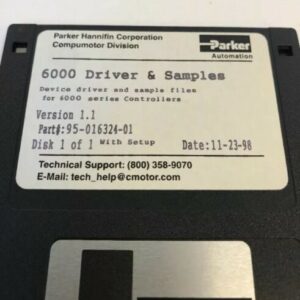 Parker Hannifin Corporation
Compumotor Division
Parker
Automation
6000 Driver & Samples
Device driver and sample files
for 6000 series Controllers
Version 1.1
Part#:95-016324-01
Disk 1 of 1 With Setup Date:11-23-98
Technical Support: (800) 358-9070
E-Mail: tech_help@cmotor.com